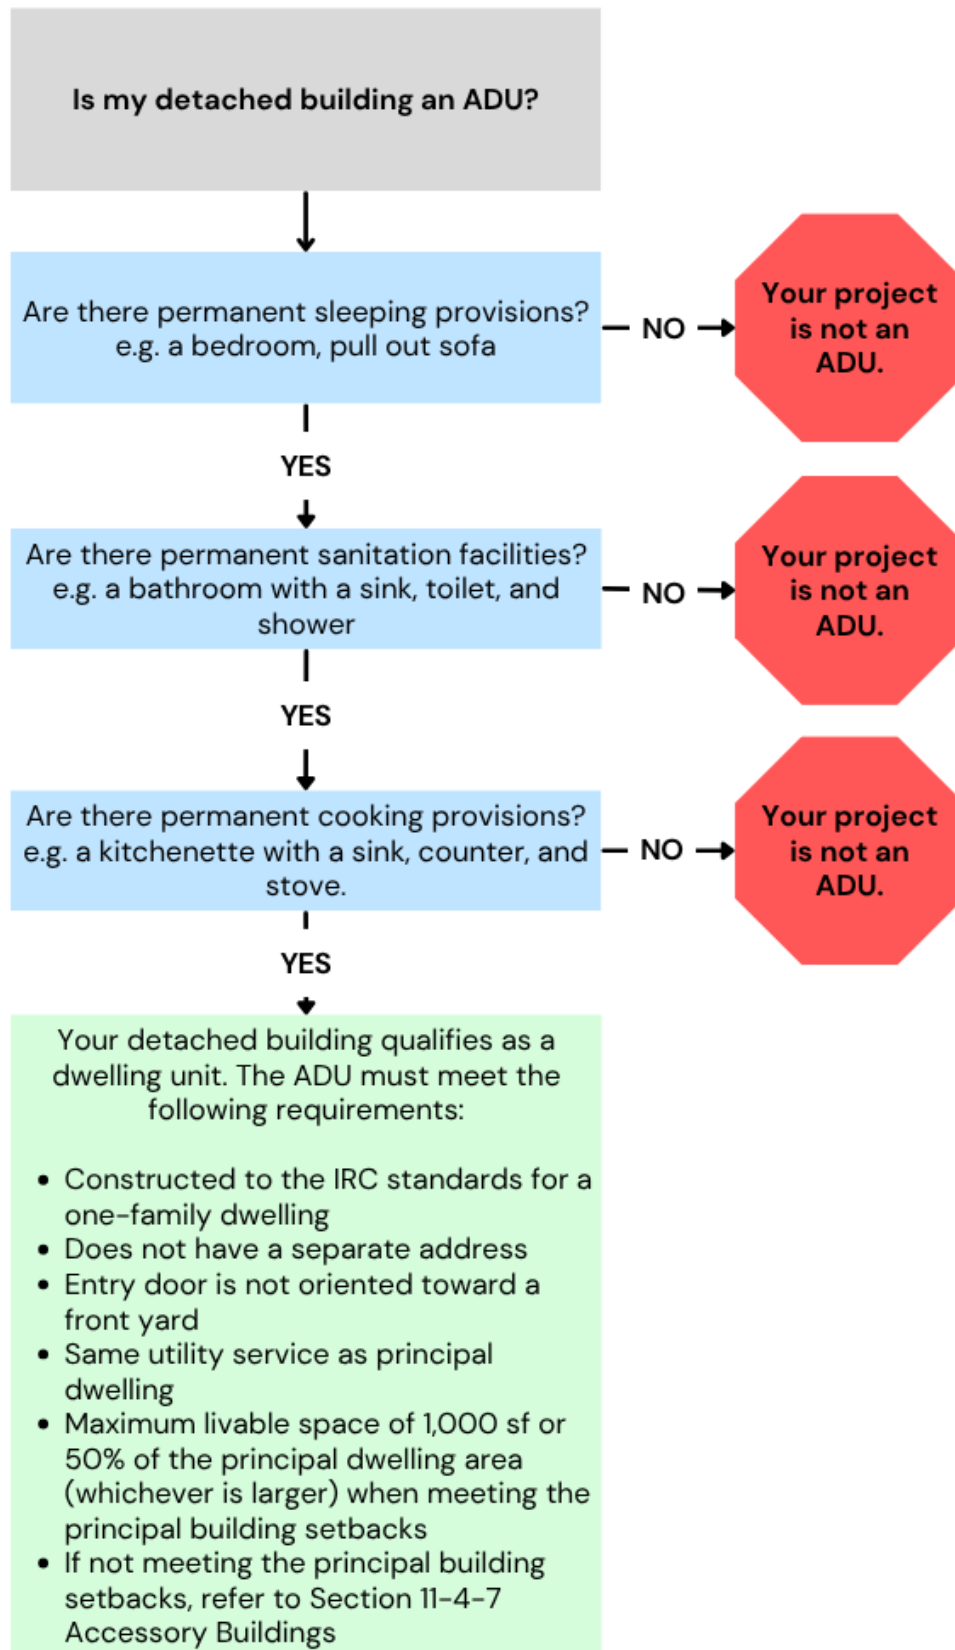 Is my detached building an ADU?
Are there permanent sleeping provisions?
e.g. a bedroom, pull out sofa
NO
Your project
is not an
ADU.
YES
Are there permanent sanitation facilities?
e.g. a bathroom with a sink, toilet, and
shower
NO
Your project
is not an
ADU.
YES
Are there permanent cooking provisions?
e.g. a kitchenette with a sink, counter, and
stove.
NO
Your project
is not an
ADU.
YES
Your detached building qualifies as a
dwelling unit. The ADU must meet the
following requirements:
• Constructed to the IRC standards for a
one-family dwelling
• Does not have a separate address
• Entry door is not oriented toward a
front yard
• Same utility service as principal
dwelling
• Maximum livable space of 1,000 sf or
50% of the principal dwelling area
(whichever is larger) when meeting the
principal building setbacks
• If not meeting the principal building
setbacks, refer to Section 11-4-7
Accessory Buildings